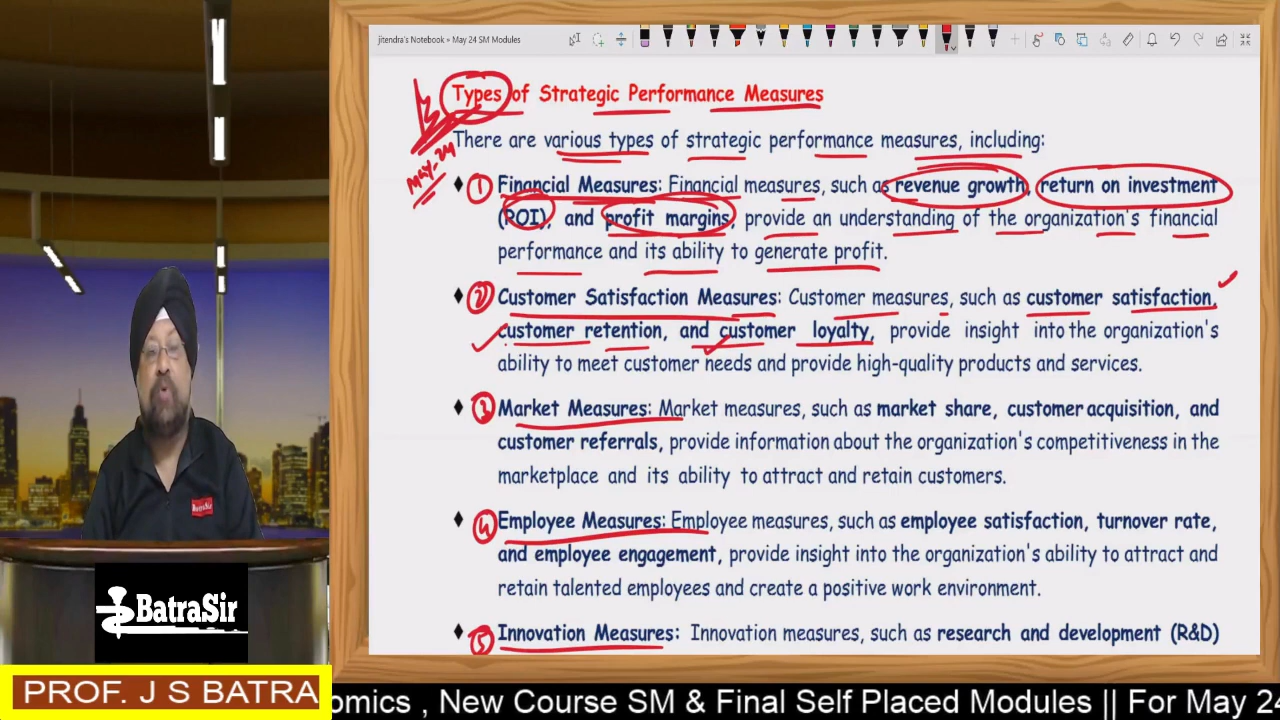 jitendra's Notebook » May 24 SM Modules
Types of Strategic Performance Measures
There are various types of strategic performance measures, including:
May-24
♦ 1 Financial Measures: Financial measures, such as revenue growth, return on investment
(ROI), and profit margins, provide an understanding of the organization's financial
performance and its ability to generate profit.
♦ 2 Customer Satisfaction Measures: Customer measures, such as customer satisfaction,
customer retention, and customer loyalty, provide insight into the organization's
ability to meet customer needs and provide high-quality products and services.
♦ 3 Market Measures: Market measures, such as market share, customer acquisition, and
customer referrals, provide information about the organization's competitiveness in the
marketplace and its ability to attract and retain customers.
♦ 4 Employee Measures: Employee measures, such as employee satisfaction, turnover rate,
and employee engagement, provide insight into the organization's ability to attract and
retain talented employees and create a positive work environment.
♦ 5 Innovation Measures: Innovation measures, such as research and development (R&D)
BatraSir
PROF. J S BATRA
omics , New Course SM & Final Self Placed Modules || For May 24